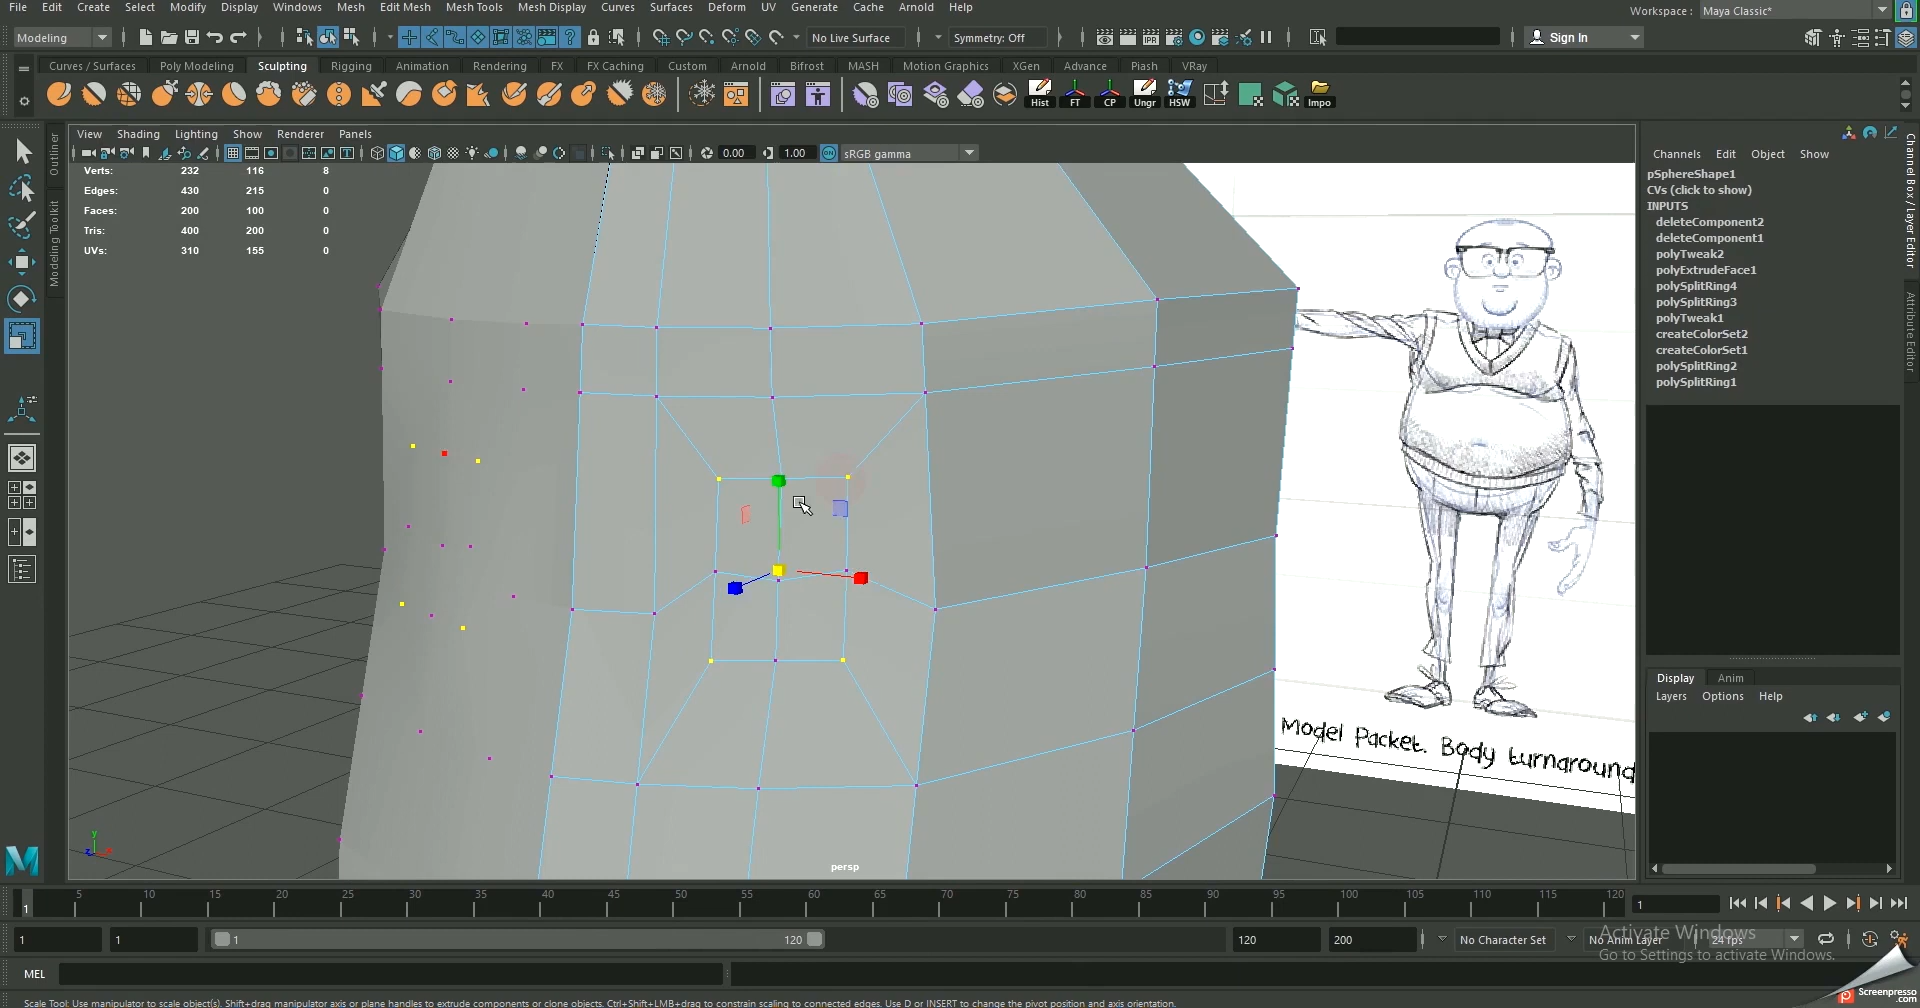 File Edit Create Select Modify Display Windows Mesh Edit Mesh Mesh Tools Mesh Display Curves Surfaces Deform UV Generate Cache Arnold Help
Workspace : Maya Classic*
Modeling
No Live Surface
Symmetry: Off
Sign In
Curves / Surfaces Poly Modeling Sculpting Rigging Animation Rendering FX FX Caching Custom Arnold Bifrost MASH Motion Graphics XGen Advance Piash VRay
Hist FT CP Ungr HSW Impo
Outliner
Modeling Toolkit
View Shading Lighting Show Renderer Panels
0.00 1.00 ON sRGB gamma
IPR
Verts: 232 116 8
Edges: 430 215 0
Faces: 200 100 0
Tris: 400 200 0
UVs: 310 155 0
Model Packet. Body turnaround
y
z
persp
Channels Edit Object Show
pSphereShape1
CVs (click to show)
INPUTS
deleteComponent2
deleteComponent1
polyTweak2
polyExtrudeFace1
polySplitRing4
polySplitRing3
polyTweak1
createColorSet2
createColorSet1
polySplitRing2
polySplitRing1
Channel Box / Layer Editor
Attribute Editor
Display Anim
Layers Options Help
1 5 10 15 20 25 30 35 40 45 50 55 60 65 70 75 80 85 90 95 100 105 110 115 120
1
1 1 1 120 120 200 No Character Set No Anim Layer 24 fps
Activate Windows
Go to Settings to activate Windows.
MEL
Scale Tool: Use manipulator to scale object(s). Shift+drag manipulator axis or plane handles to extrude components or clone objects. Ctrl+Shift+LMB+drag to constrain scaling to connected edges. Use D or INSERT to change the pivot position and axis orientation.
Screenpresso
.com